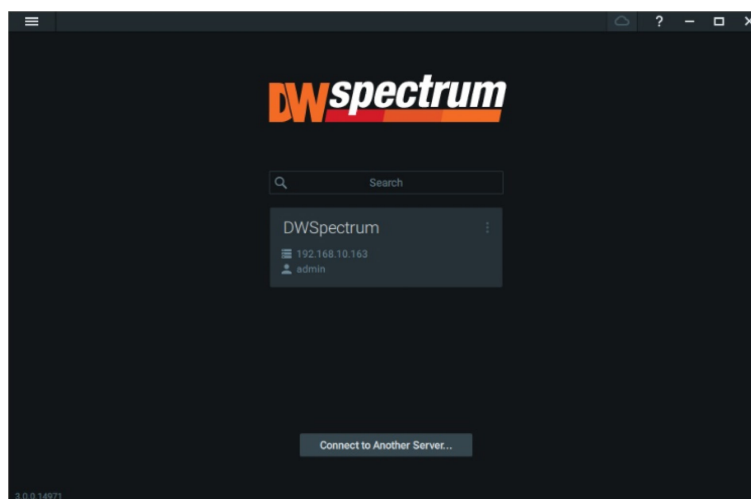 ?
DWspectrum
Search
DWSpectrum
192.168.10.163
admin
Connect to Another Server...
3.0.0.14971